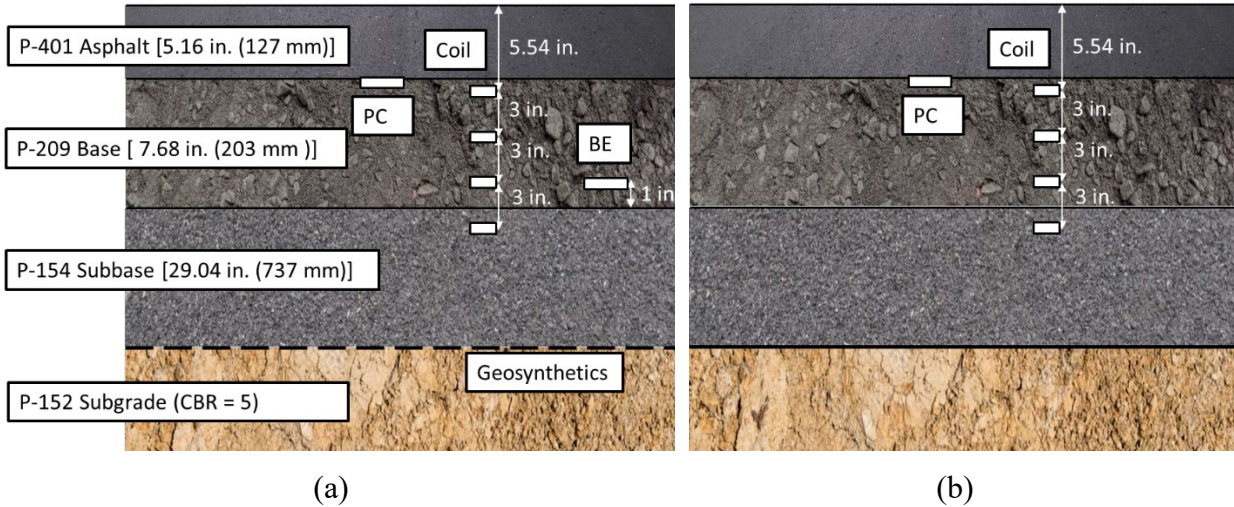 P-401 Asphalt [5.16 in. (127 mm)]
Coil
5.54 in.
PC
3 in.
P-209 Base [ 7.68 in. (203 mm )]
3 in.
BE
3 in.
1 in
P-154 Subbase [29.04 in. (737 mm)]
Geosynthetics
P-152 Subgrade (CBR = 5)
(a)
Coil
5.54 in.
PC
3 in.
3 in.
3 in.
(b)